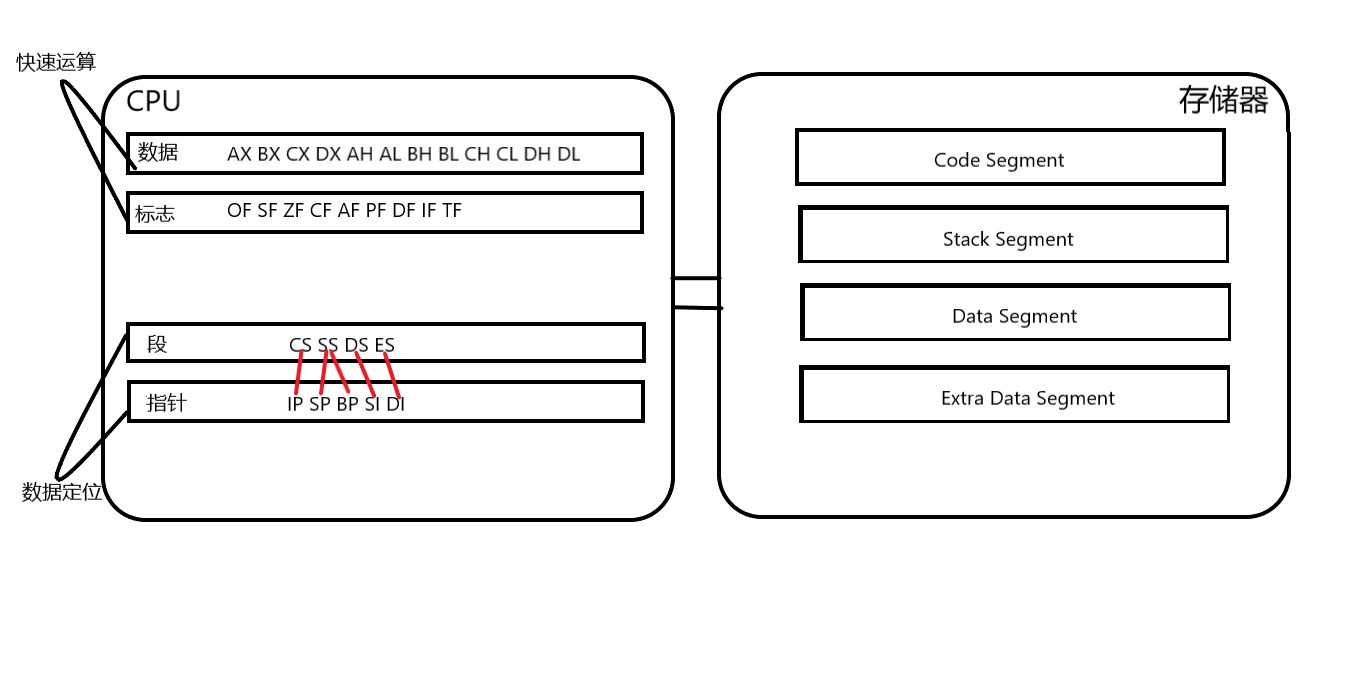 快速运算
CPU
数据 AX BX CX DX AH AL BH BL CH CL DH DL
标志 OF SF ZF CF AF PF DF IF TF
段 CS SS DS ES
指针 IP SP BP SI DI
数据定位
存储器
Code Segment
Stack Segment
Data Segment
Extra Data Segment